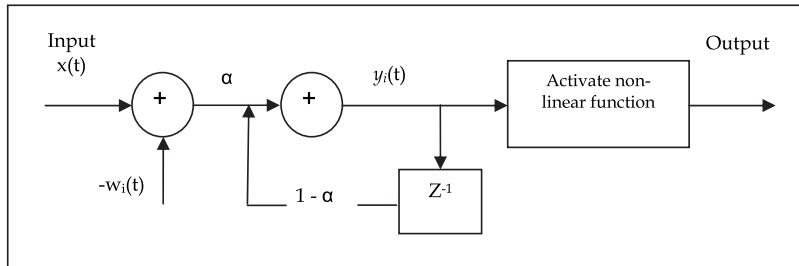 Input
x(t)
+
α
+
yᵢ(t)
Activate non-
linear function
Output
-wᵢ(t)
1 - α
Z⁻¹